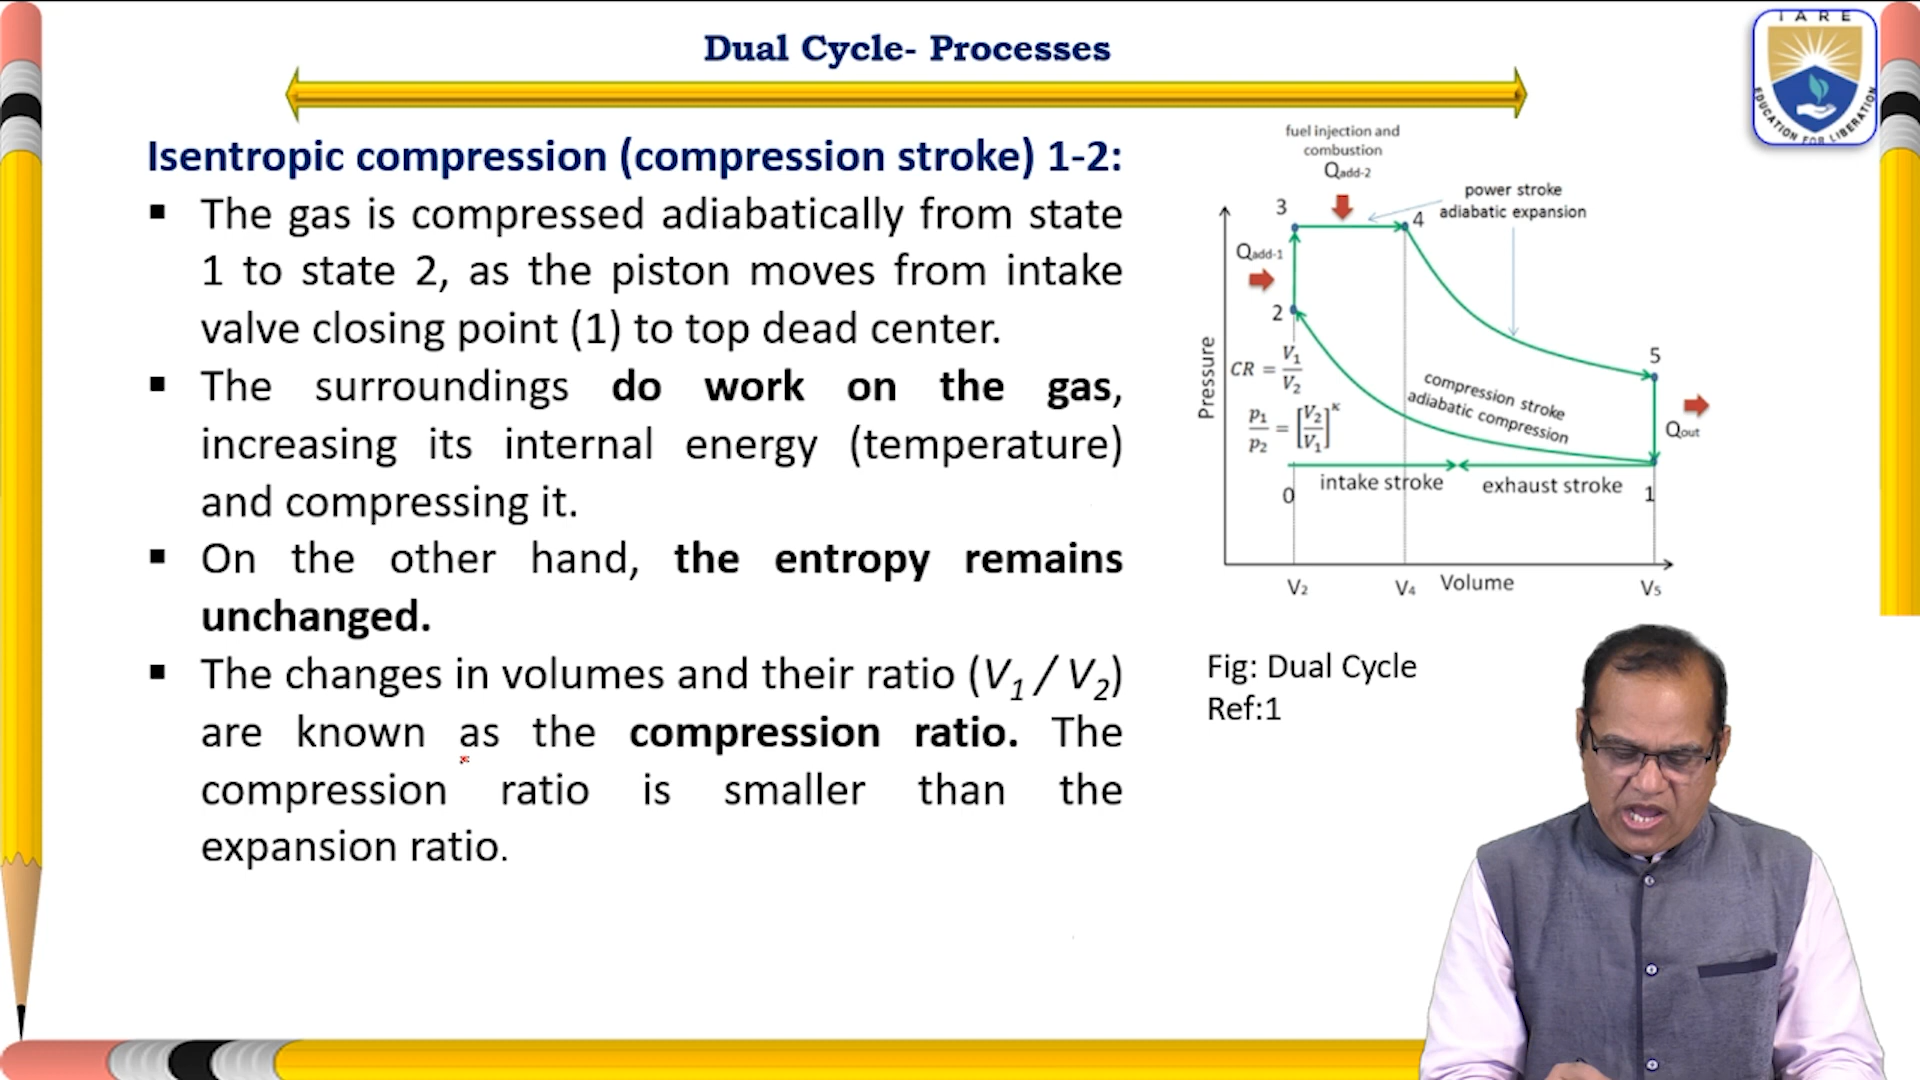 Dual Cycle- Processes
IARE
EDUCATION FOR LIBERATION
Isentropic compression (compression stroke) 1-2:
▪ The gas is compressed adiabatically from state
1 to state 2, as the piston moves from intake
valve closing point (1) to top dead center.
▪ The surroundings do work on the gas,
increasing its internal energy (temperature)
and compressing it.
▪ On the other hand, the entropy remains
unchanged.
▪ The changes in volumes and their ratio (V₁ / V₂)
are known as the compression ratio. The
compression ratio is smaller than the
expansion ratio.
fuel injection and
combustion
Qadd-2
power stroke
adiabatic expansion
3
4
Qadd-1
2
Pressure
CR = V₁/V₂
p₁/p₂ = [V₂/V₁]^κ
compression stroke
adiabatic compression
5
Qout
intake stroke
exhaust stroke
0
1
V₂
V₄
Volume
V₅
Fig: Dual Cycle
Ref:1